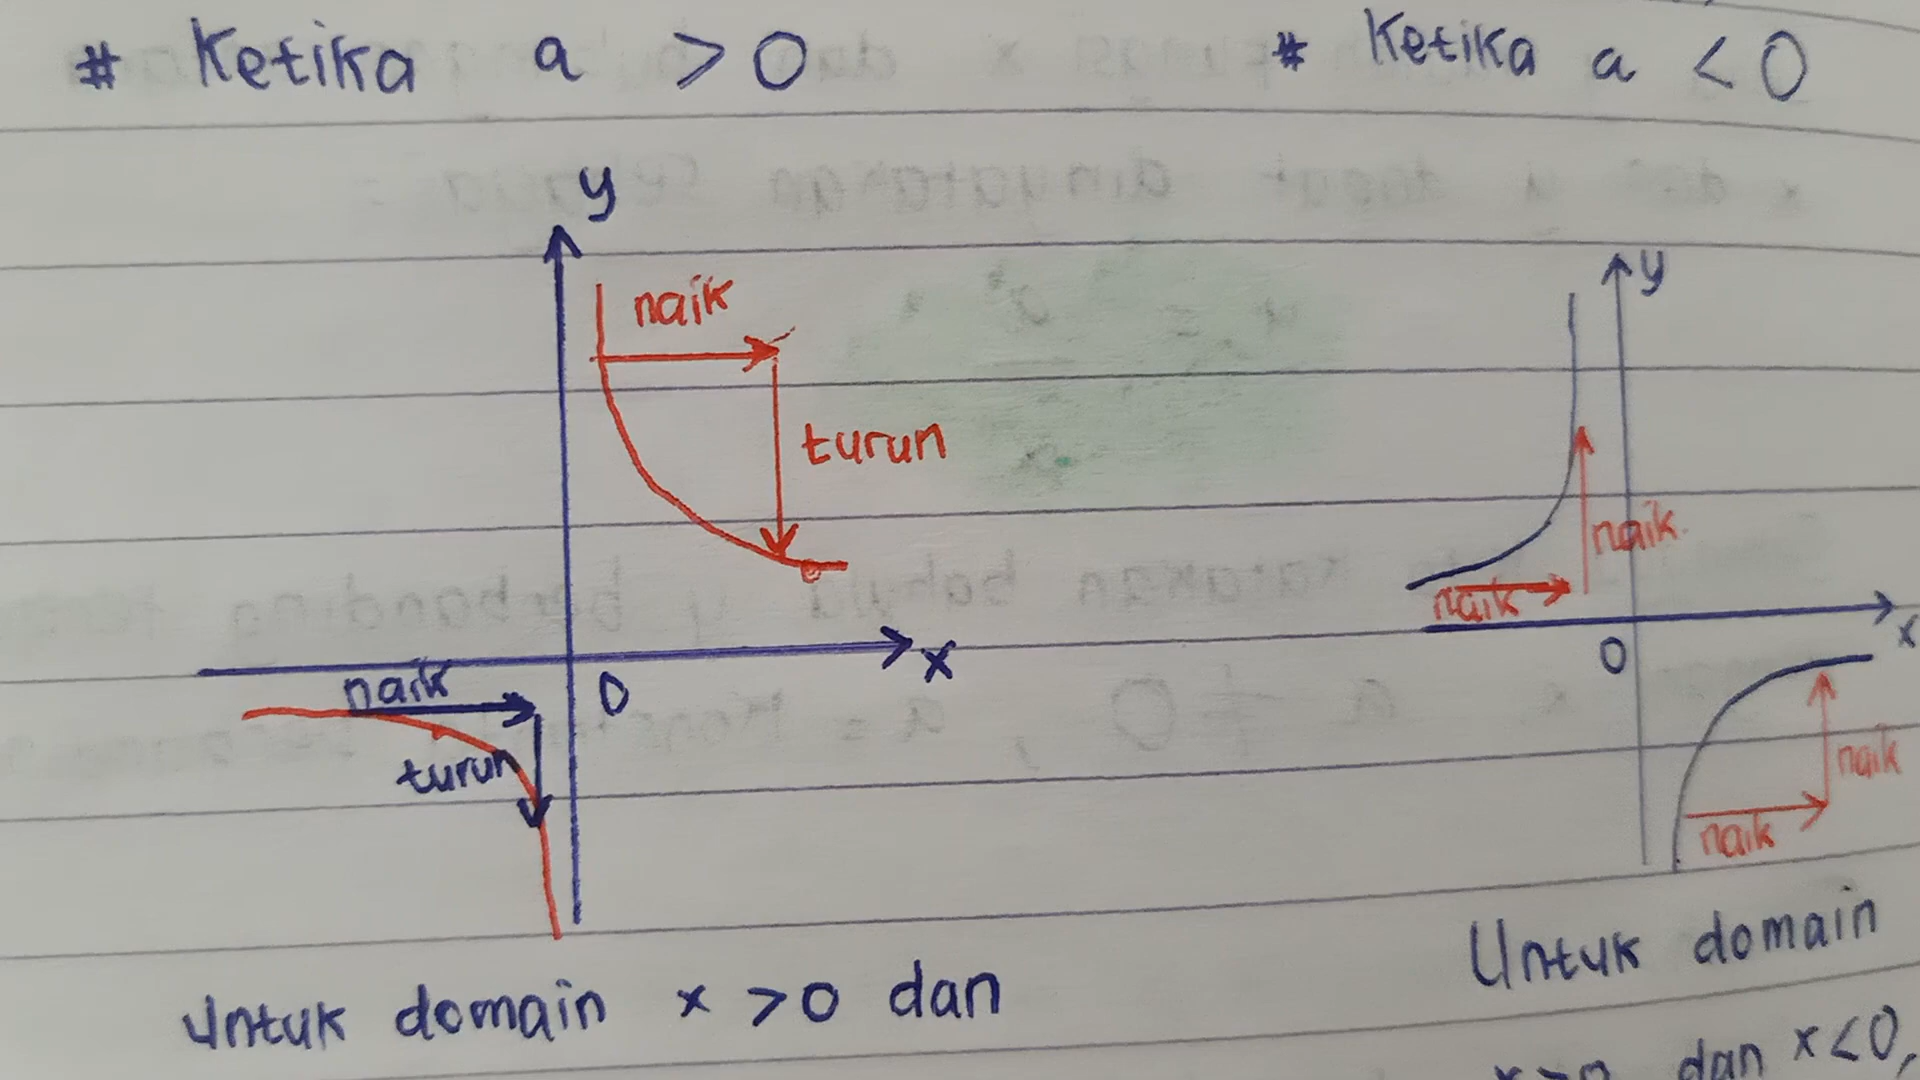 # Ketika a > 0
# Ketika a < 0
y
naik
turun
x
0
naik
turun
y
naik
naik
x
0
naik
naik
Untuk domain x > 0 dan
Untuk domain
x > 0 dan x < 0,